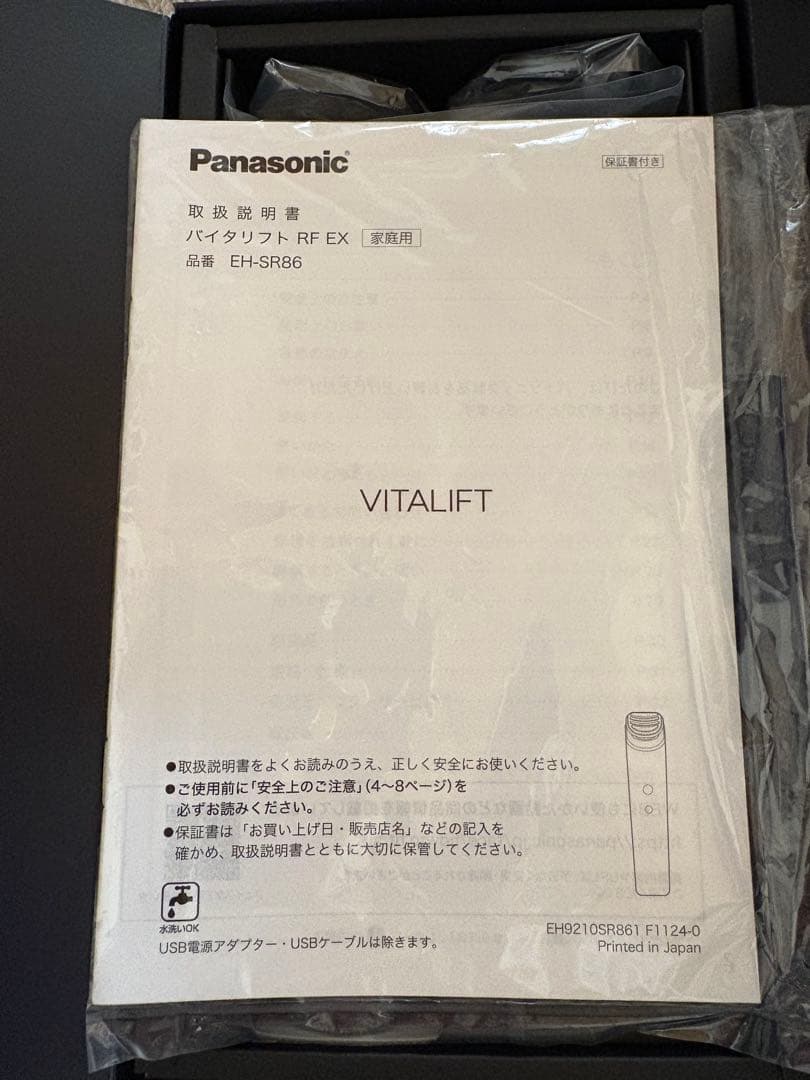 Panasonic®
保証書付き
取扱説明書
バイタリフト RF EX 家庭用
品番 EH-SR86
VITALIFT
●取扱説明書をよくお読みのうえ、正しく安全にお使いください。
●ご使用前に「安全上のご注意」(4〜8ページ)を
必ずお読みください。
●保証書は「お買い上げ日・販売店名」などの記入を
確かめ、取扱説明書とともに大切に保管してください。
水洗いOK
USB電源アダプター・USBケーブルは除きます。
EH9210SR861 F1124-0
Printed in Japan